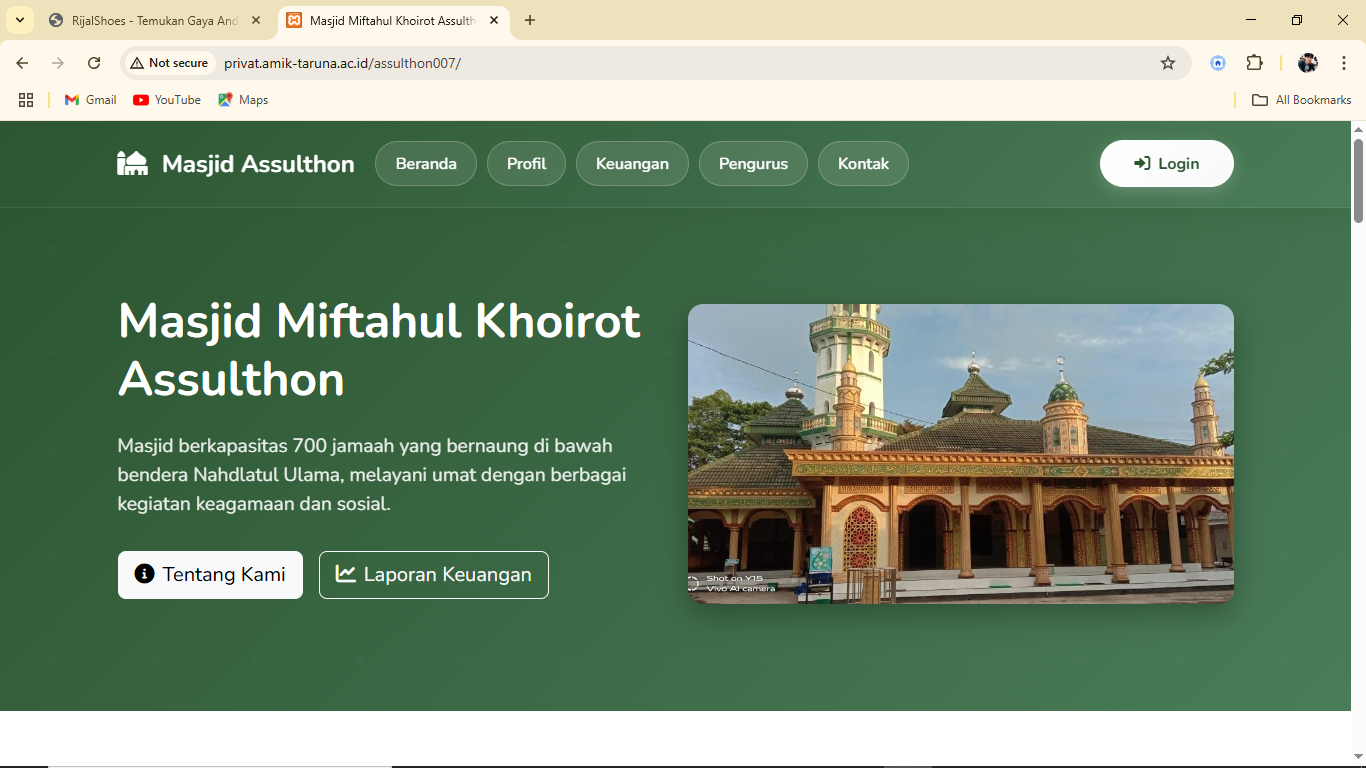 RijalShoes - Temukan Gaya And
Masjid Miftahul Khoirot Assulth
Not secure
privat.amik-taruna.ac.id/assulthon007/
Gmail
YouTube
Maps
All Bookmarks
Masjid Assulthon
Beranda
Profil
Keuangan
Pengurus
Kontak
Login
Masjid Miftahul Khoirot
Assulthon
Masjid berkapasitas 700 jamaah yang bernaung di bawah
bendera Nahdlatul Ulama, melayani umat dengan berbagai
kegiatan keagamaan dan sosial.
Tentang Kami
Laporan Keuangan
Shot on Y15
Vivo AI camera